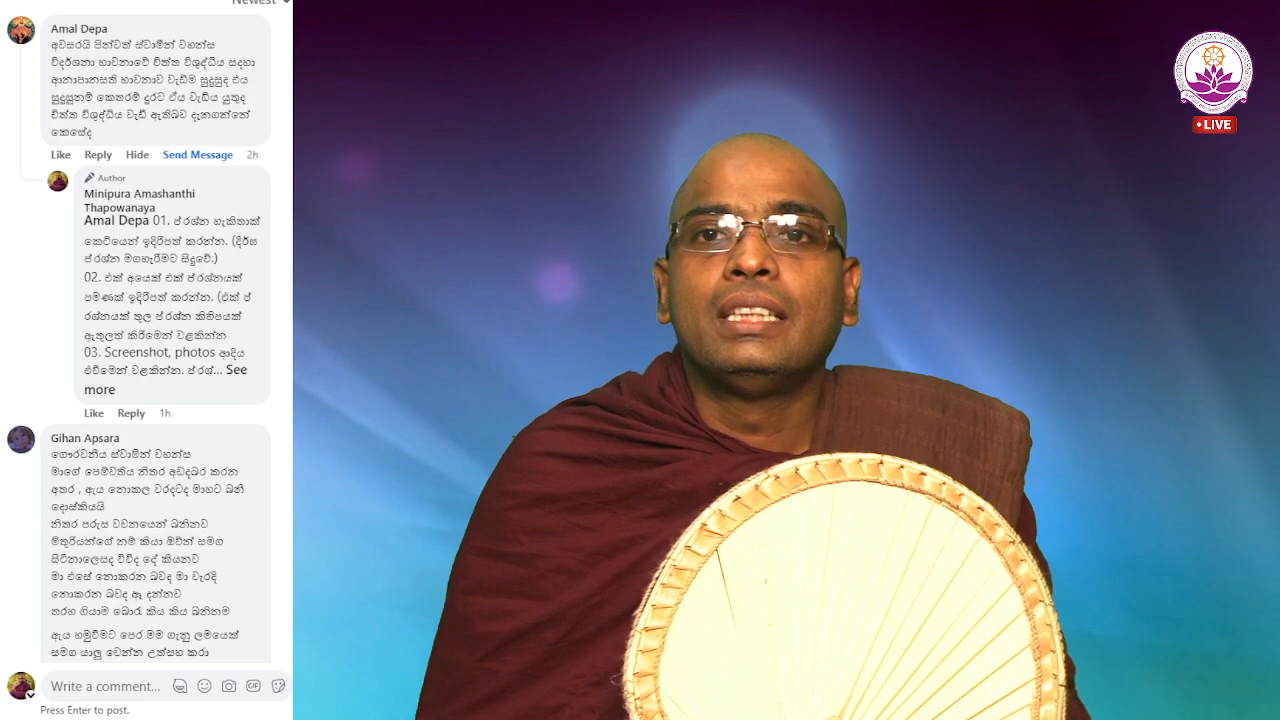 Newest
Amal Depa
අවසරයි පින්වත් ස්වාමීන් වහන්ස
විදර්ශනා භාවනාවේ චිත්ත විශුද්ධිය සදහා
ආනාපානසති භාවනාව වැඩීම සුදුසුද එය
සුදුසුනම් කෙතරම් දුරට ඒය වැඩිය යුතුද
චිත්ත විශුද්ධිය වැඩී ඇතිබව දැනගන්නේ
කෙසේද
Like Reply Hide Send Message 2h
Author
Minipura Amashanthi
Thapowanaya
Amal Depa 01. ප්රශ්න හැකිතාක්
කෙටියෙන් ඉදිරිපත් කරන්න. (දීර්ඝ
ප්රශ්න මගහැරීමට සිදුවේ.)
02. එක් අයෙක් එක් ප්රශ්නයක්
පමණක් ඉදිරිපත් කරන්න. (එක් ප්
රශ්නයක් තුල ප්රශ්න කිහිපයක්
ඇතුලත් කිරීමෙන් වළකින්න
03. Screenshot, photos ආදිය
එවීමෙන් වළකින්න. ප්රශ්... See
more
Like Reply 1h
Gihan Apsara
ගෞරවනීය ස්වාමින් වහන්ස
මාගේ පෙම්වතිය නිතර අඩදබර කරන
අතර , ඇය නොකල වරදටද මාහට බනී
දොස්කියයි
නිතර පරුස වචනයෙන් බනිනව
මිතුරියන්ගේ නම් කියා ඔව්න් සමග
සිටිනාලෙසද විවිද දේ කියනව
මා එසේ නොකරන බවද මා වැරදි
නොකරන බවද ඈ දන්නව
තරහ ගියාම බොරැ කිය කිය බනිනම
ඇය හමුවීමට පෙර මම ගැනු ලමයෙක්
සමග යාලු වෙන්න උත්සහ කරා
Write a comment...
GIF
Press Enter to post.
LIVE